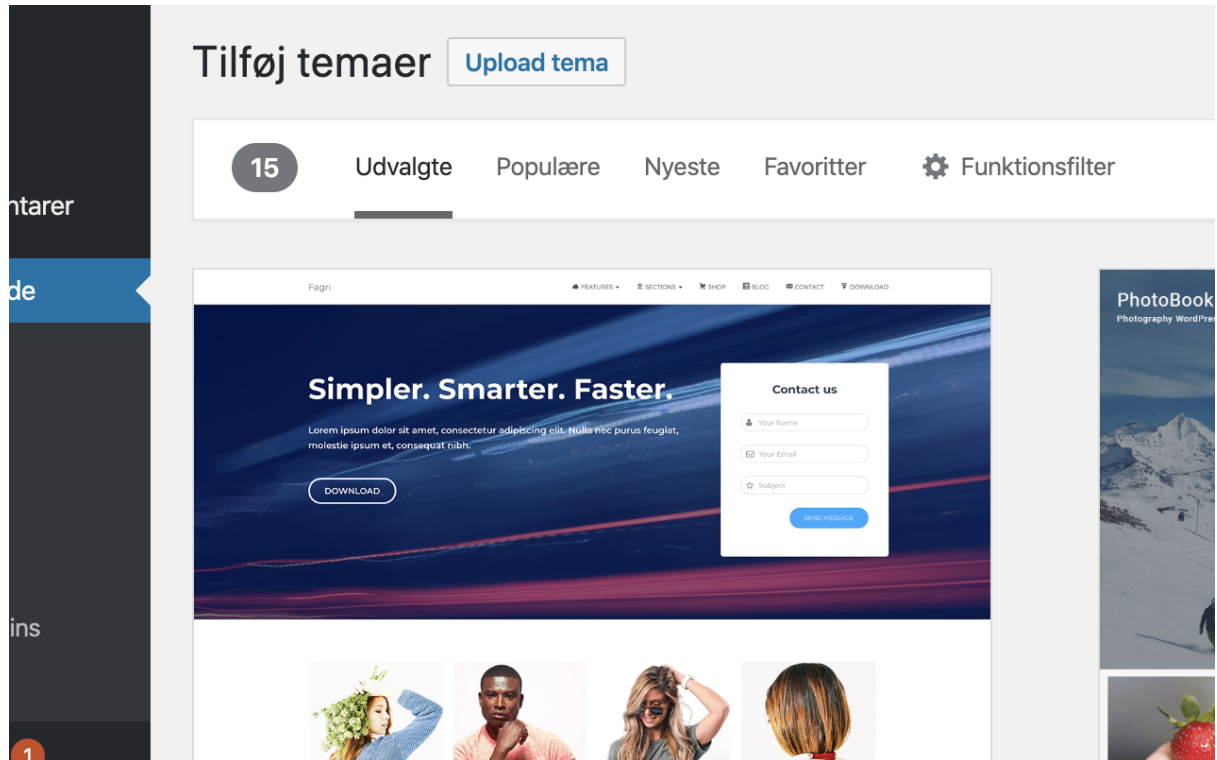 Tilføj temaer Upload tema
15 Udvalgte Populære Nyeste Favoritter Funktionsfilter
ntarer
de
ins
1
Fagri FEATURES SECTIONS SHOP BLOG CONTACT DOWNLOAD
Simpler. Smarter. Faster.
Lorem ipsum dolor sit amet, consectetur adipiscing elit. Nulla nec purus feugiat,
molestie ipsum et, consequat nibh.
DOWNLOAD
Contact us
Your Name
Your Email
Subject
SEND MESSAGE
PhotoBook
Photography WordPre